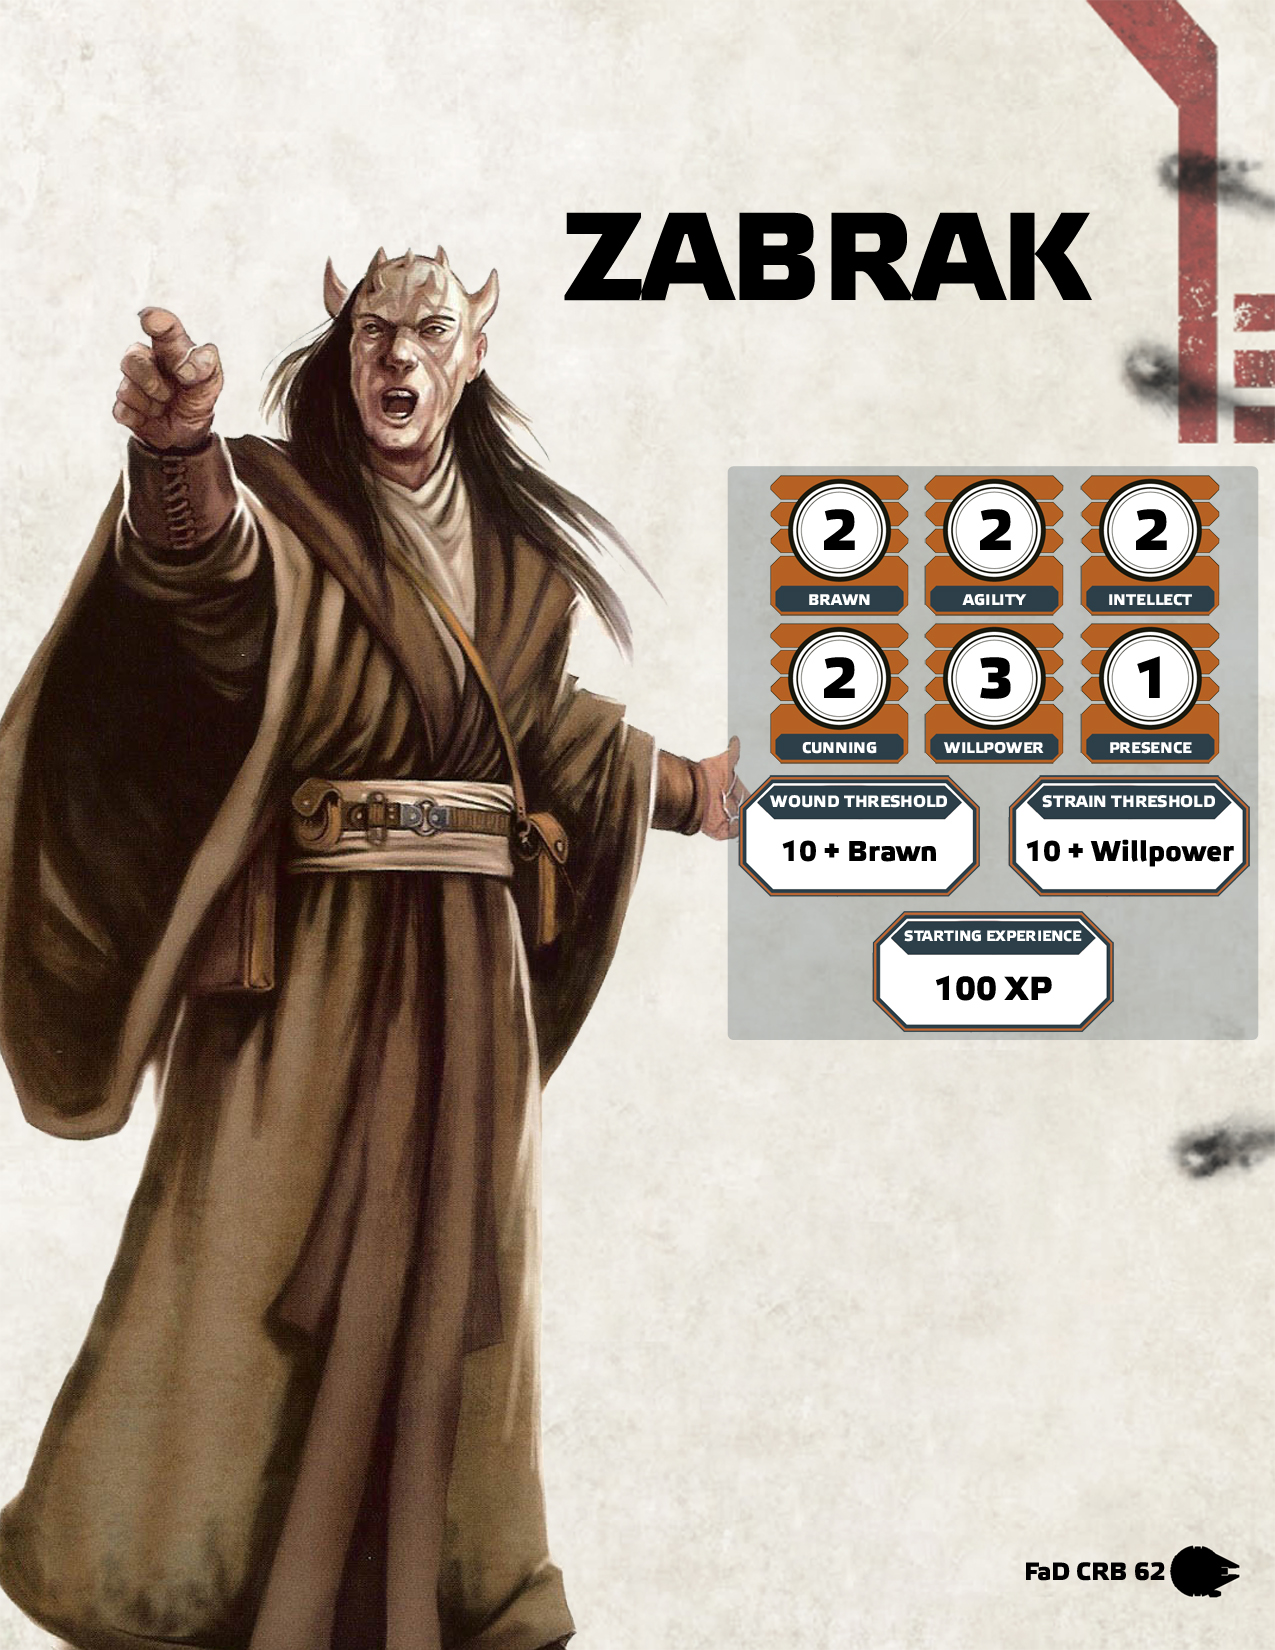 ZABRAK
2 2 2
BRAWN AGILITY INTELLECT
2 3 1
CUNNING WILLPOWER PRESENCE
WOUND THRESHOLD STRAIN THRESHOLD
10 + Brawn 10 + Willpower
STARTING EXPERIENCE
100 XP
FaD CRB 62